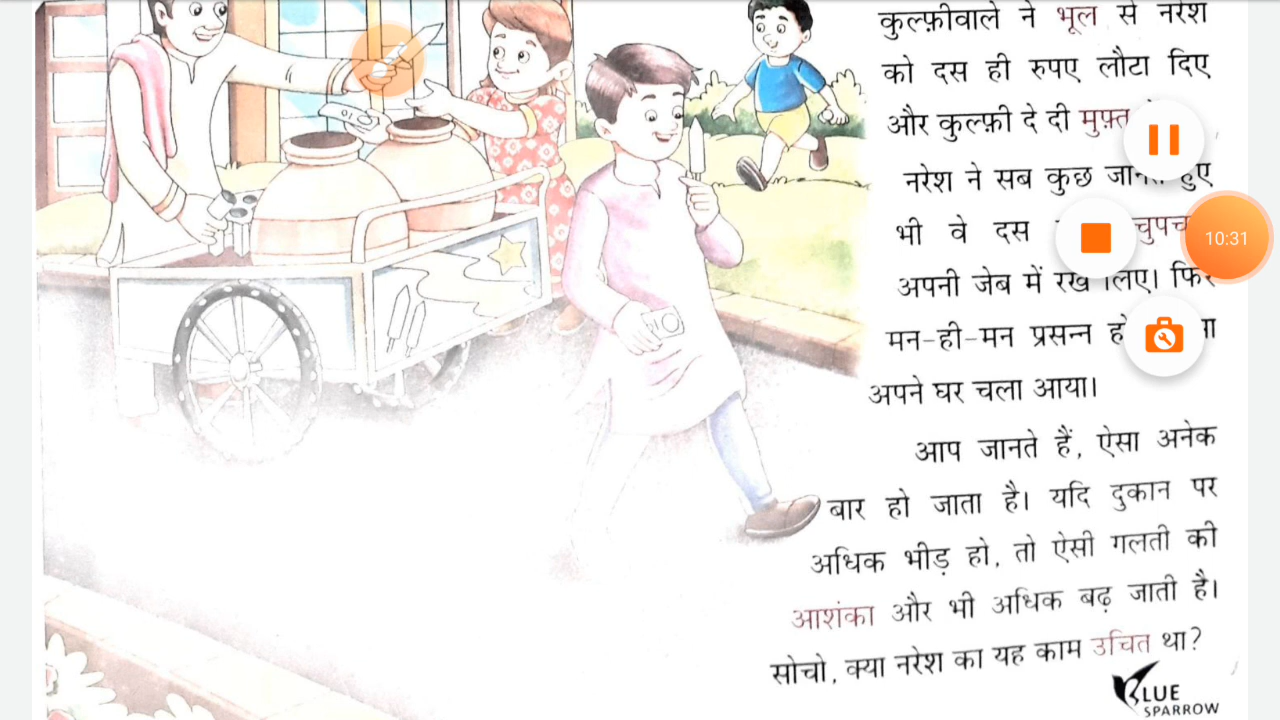 कुल्फ़ीवाले ने भूल से नरेश
को दस ही रुपए लौटा दिए
और कुल्फ़ी दे दी मुफ़्त
नरेश ने सब कुछ हुए
भी वे दस
अपनी जेब में रख लिए। फिर
मन-ही-मन प्रसन्न
अपने घर चला आया।
आप जानते हैं, ऐसा अनेक
बार हो जाता है। यदि दुकान पर
अधिक भीड़ हो, तो ऐसी गलती की
आशंका और भी अधिक बढ़ जाती है।
सोचो, क्या नरेश का यह काम उचित था?
10:31
BLUE
SPARROW